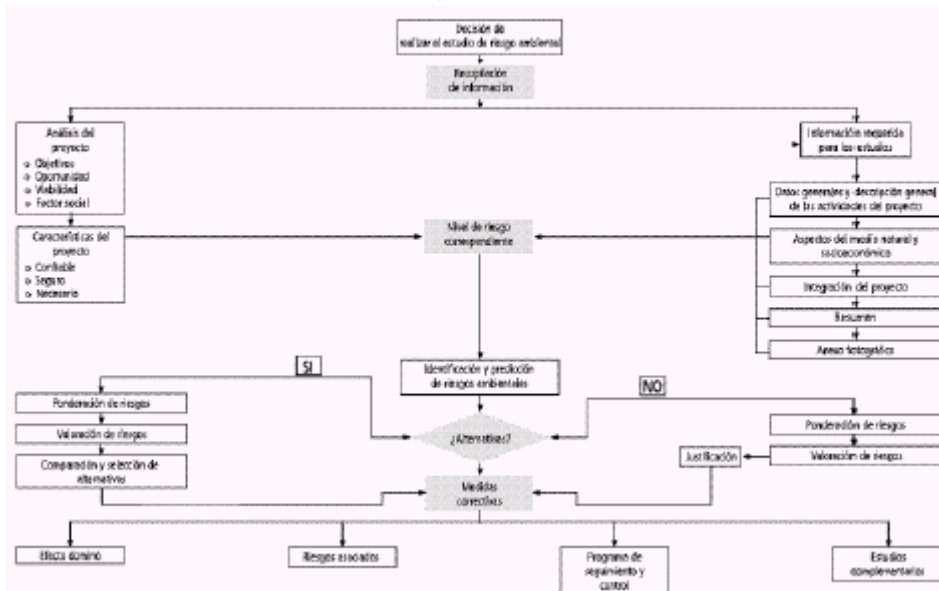 Decisión de
realizar el estudio de riesgo ambiental
Recopilación
de información
Análisis del
proyecto
Objetivos
Oportunidad
Viabilidad
Factor social
Información requerida
para los estudios
Datos generales y descripción general
de las actividades del proyecto
Características del
proyecto
Confiable
Seguro
Necesario
Nivel de riesgo
correspondiente
Aspectos del medio natural y
socioeconómico
Integración del proyecto
Resumen
Anexo fotográfico
SI
Identificación y predicción
de riesgos ambientales
NO
Ponderación de riesgos
Valoración de riesgos
Comparación y selección de
alternativas
¿Alternativas?
Ponderación de riesgos
Justificación
Valoración de riesgos
Medidas
correctivas
Efecto dominó
Riesgos asociados
Programa de
seguimiento y
control
Estudios
complementarios